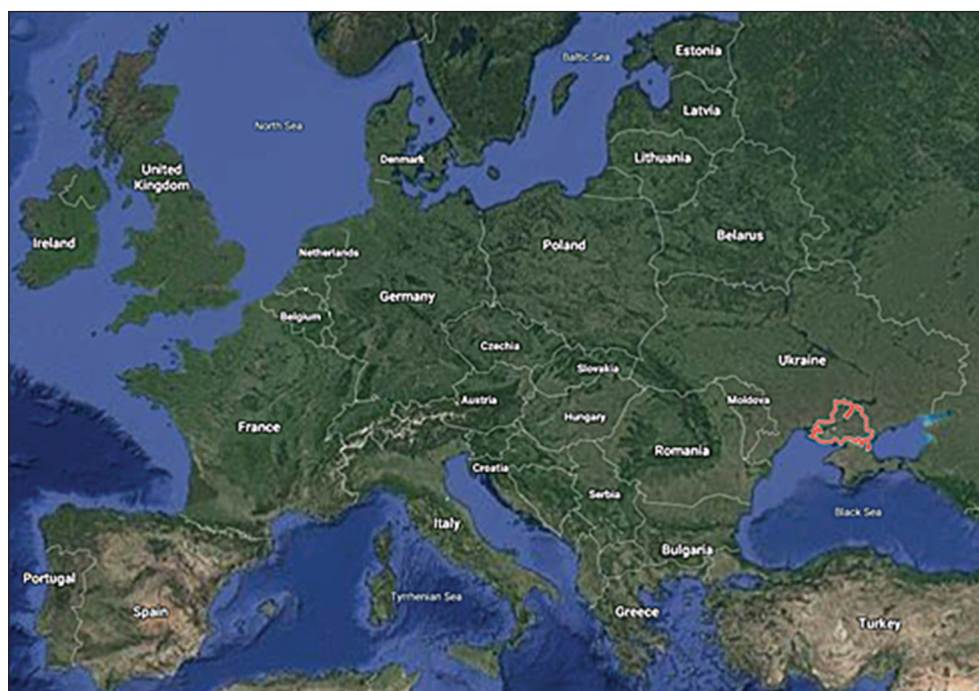 Estonia
Baltic Sea
Latvia
North Sea
Denmark
Lithuania
United
Kingdom
Ireland
Belarus
Poland
Netherlands
Germany
Belgium
Czechia
Ukraine
Slovakia
Austria
Moldova
Hungary
France
Romania
Croatia
Serbia
Black Sea
Italy
Bulgaria
Portugal
Tyrrhenian Sea
Spain
Greece
Turkey